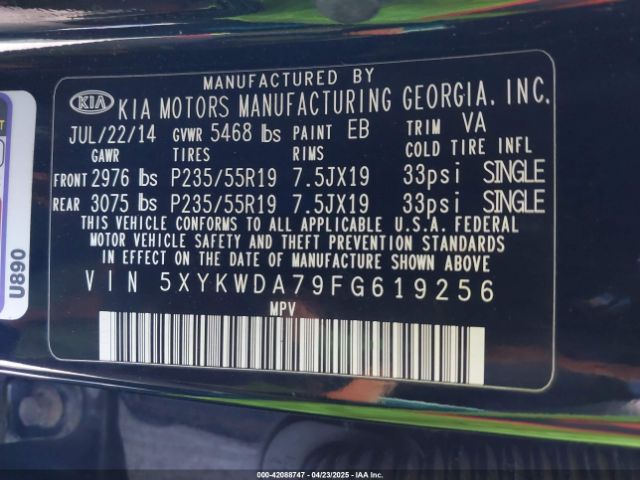 MANUFACTURED BY
KIA KIA MOTORS MANUFACTURING GEORGIA, INC.
JUL/22/14 GVWR 5468 lbs PAINT EB TRIM VA
GAWR TIRES RIMS COLD TIRE INFL
FRONT 2976 lbs P235/55R19 7.5JX19 33psi SINGLE
REAR 3075 lbs P235/55R19 7.5JX19 33psi SINGLE
THIS VEHICLE CONFORMS TO ALL APPLICABLE U.S.A. FEDERAL
MOTOR VEHICLE SAFETY AND THEFT PREVENTION STANDARDS
IN EFFECT ON THE DATE OF MANUFACTURE SHOWN ABOVE
VIN 5XYKWDA79FG619256
MPV
U890
000-42088747 - 04/23/2025 - IAA Inc.